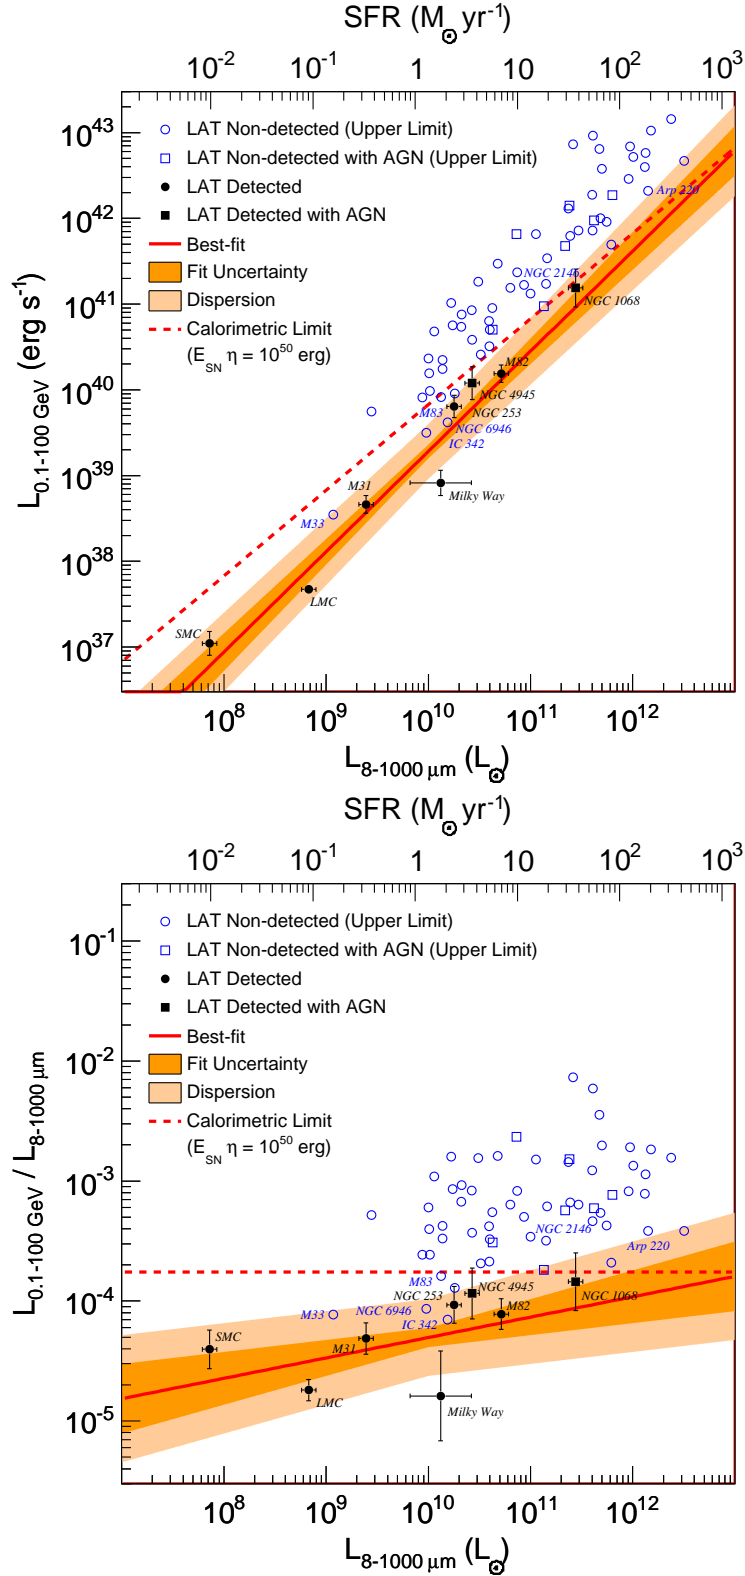 SFR (M⊙ yr⁻¹)
10⁻² 10⁻¹ 1 10 10² 10³
10⁴³
10⁴²
10⁴¹
10⁴⁰
10³⁹
10³⁸
10³⁷
L0.1-100 GeV (erg s⁻¹)
LAT Non-detected (Upper Limit)
LAT Non-detected with AGN (Upper Limit)
LAT Detected
LAT Detected with AGN
Best-fit
Fit Uncertainty
Dispersion
Calorimetric Limit
(E_SN η = 10⁵⁰ erg)
Arp 220
NGC 2146
NGC 1068
M82
NGC 4945
M83
NGC 253
NGC 6946
IC 342
M31
Milky Way
M33
LMC
SMC
10⁸ 10⁹ 10¹⁰ 10¹¹ 10¹²
L8-1000 μm (L⊙)
SFR (M⊙ yr⁻¹)
10⁻² 10⁻¹ 1 10 10² 10³
10⁻¹
10⁻²
10⁻³
10⁻⁴
10⁻⁵
L0.1-100 GeV / L8-1000 μm
LAT Non-detected (Upper Limit)
LAT Non-detected with AGN (Upper Limit)
LAT Detected
LAT Detected with AGN
Best-fit
Fit Uncertainty
Dispersion
Calorimetric Limit
(E_SN η = 10⁵⁰ erg)
NGC 2146
Arp 220
M83
NGC 4945
NGC 253
NGC 1068
M33
NGC 6946
M82
IC 342
SMC
M31
LMC
Milky Way
10⁸ 10⁹ 10¹⁰ 10¹¹ 10¹²
L8-1000 μm (L⊙)